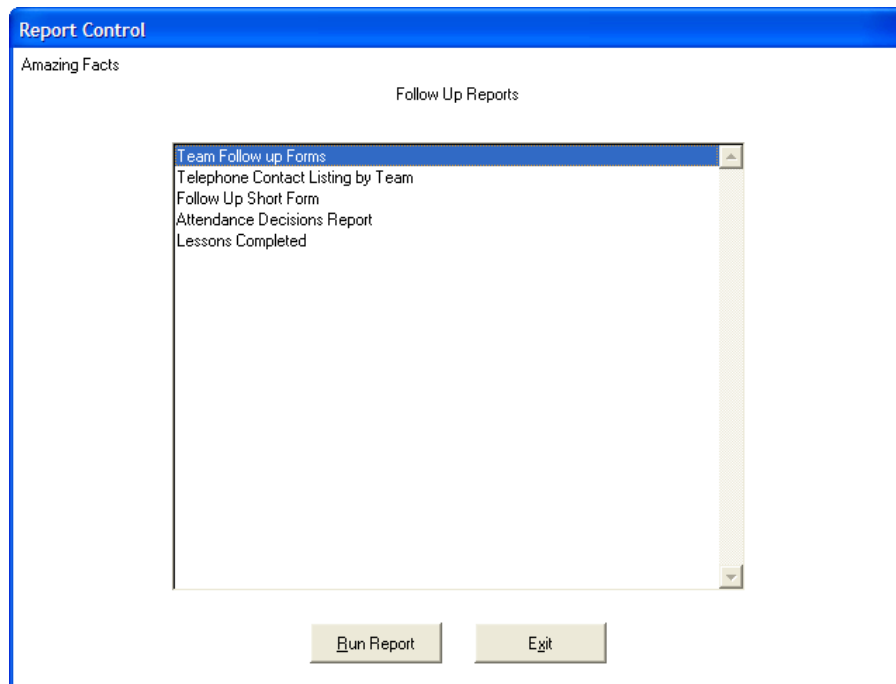 Report Control
Amazing Facts
Follow Up Reports
Team Follow up Forms
Telephone Contact Listing by Team
Follow Up Short Form
Attendance Decisions Report
Lessons Completed
Run Report
Exit